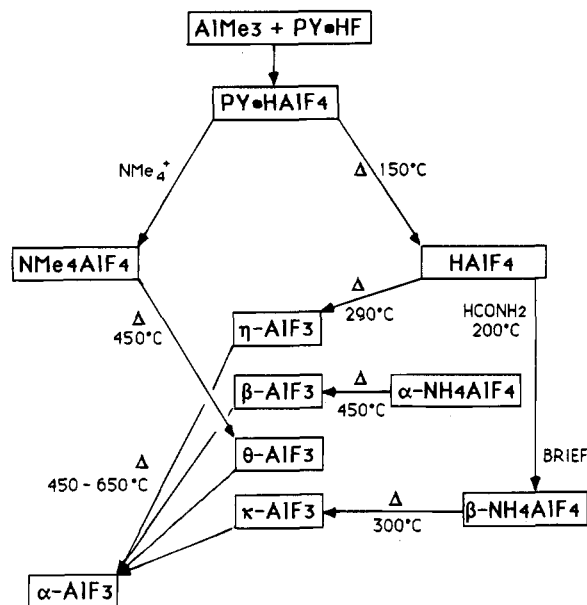 AlMe3 + PY●HF
PY●HAlF4
NMe4+
Δ 150°C
NMe4AlF4
HAlF4
Δ
450°C
Δ
290°C
HCONH2
200°C
η-AlF3
β-AlF3
Δ
450°C
α-NH4AlF4
Δ
450-650°C
θ-AlF3
BRIEF
κ-AlF3
Δ
300°C
β-NH4AlF4
α-AlF3